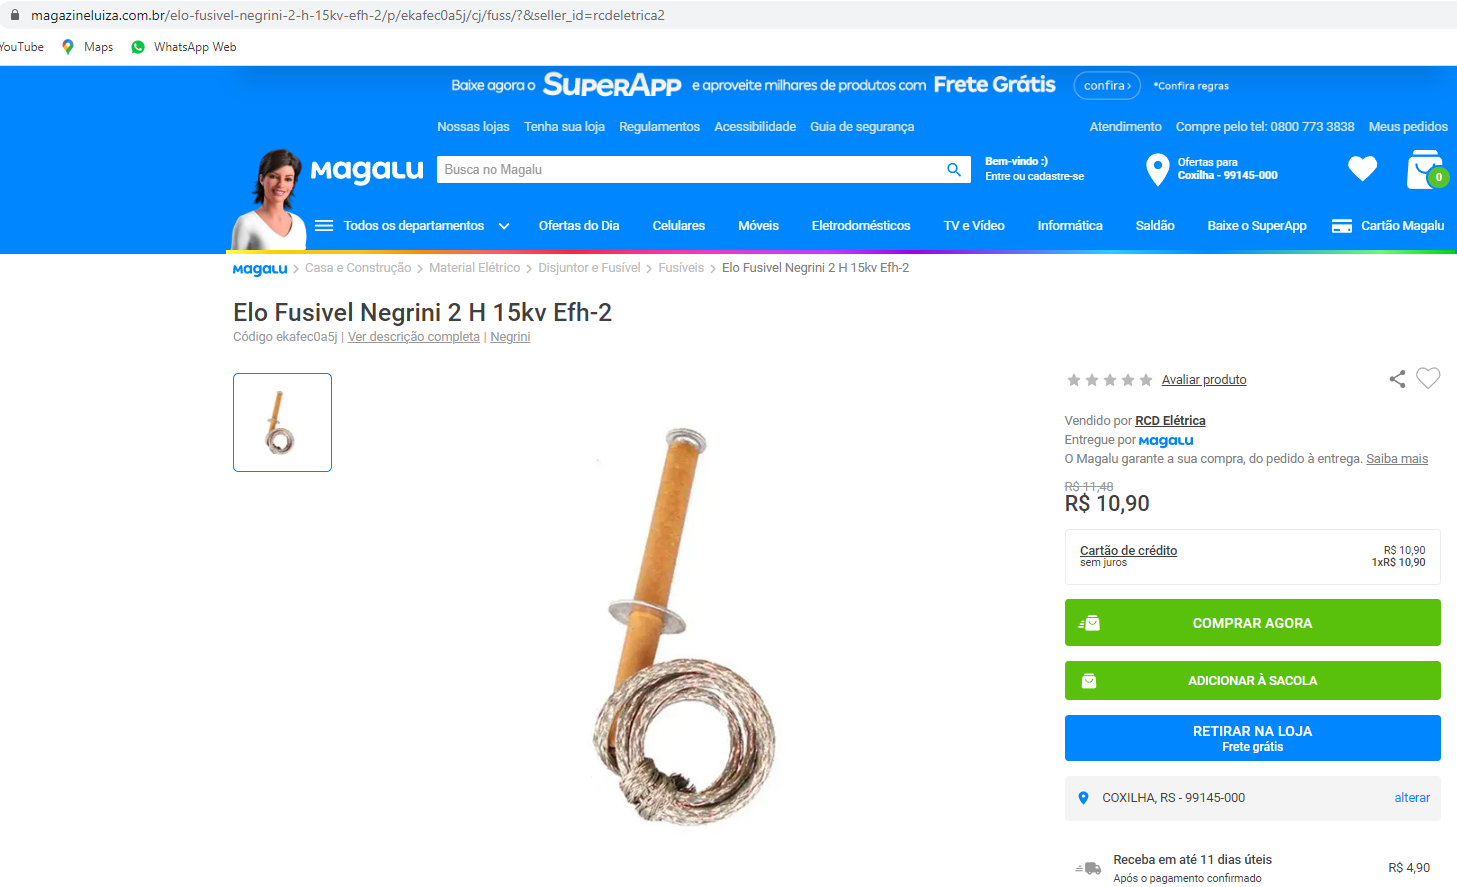 magazineluiza.com.br/elo-fusivel-negrini-2-h-15kv-efh-2/p/ekafec0a5j/cj/fuss/?&seller_id=rcdeletrica2
YouTube Maps WhatsApp Web
Baixe agora o SUPERAPP e aproveite milhares de produtos com Frete Grátis confira > *Confira regras
Nossas lojas Tenha sua loja Regulamentos Acessibilidade Guia de segurança Atendimento Compre pelo tel: 0800 773 3838 Meus pedidos
MAGALU Busca no Magalu
Bem-vindo :)
Entre ou cadastre-se
Ofertas para
Coxilha - 99145-000
0
Todos os departamentos Ofertas do Dia Celulares Móveis Eletrodomésticos TV e Vídeo Informática Saldão Baixe o SuperApp Cartão Magalu
MAGALU > Casa e Construção > Material Elétrico > Disjuntor e Fusível > Fusíveis > Elo Fusivel Negrini 2 H 15kv Efh-2
Elo Fusivel Negrini 2 H 15kv Efh-2
Código ekafec0a5j | Ver descrição completa | Negrini
Avaliar produto
Vendido por RCD Elétrica
Entregue por MAGALU
O Magalu garante a sua compra, do pedido à entrega. Saiba mais
R$ 11,48
R$ 10,90
Cartão de crédito R$ 10,90
sem juros 1xR$ 10,90
COMPRAR AGORA
ADICIONAR À SACOLA
RETIRAR NA LOJA
Frete grátis
COXILHA, RS - 99145-000 alterar
Receba em até 11 dias úteis R$ 4,90
Após o pagamento confirmado